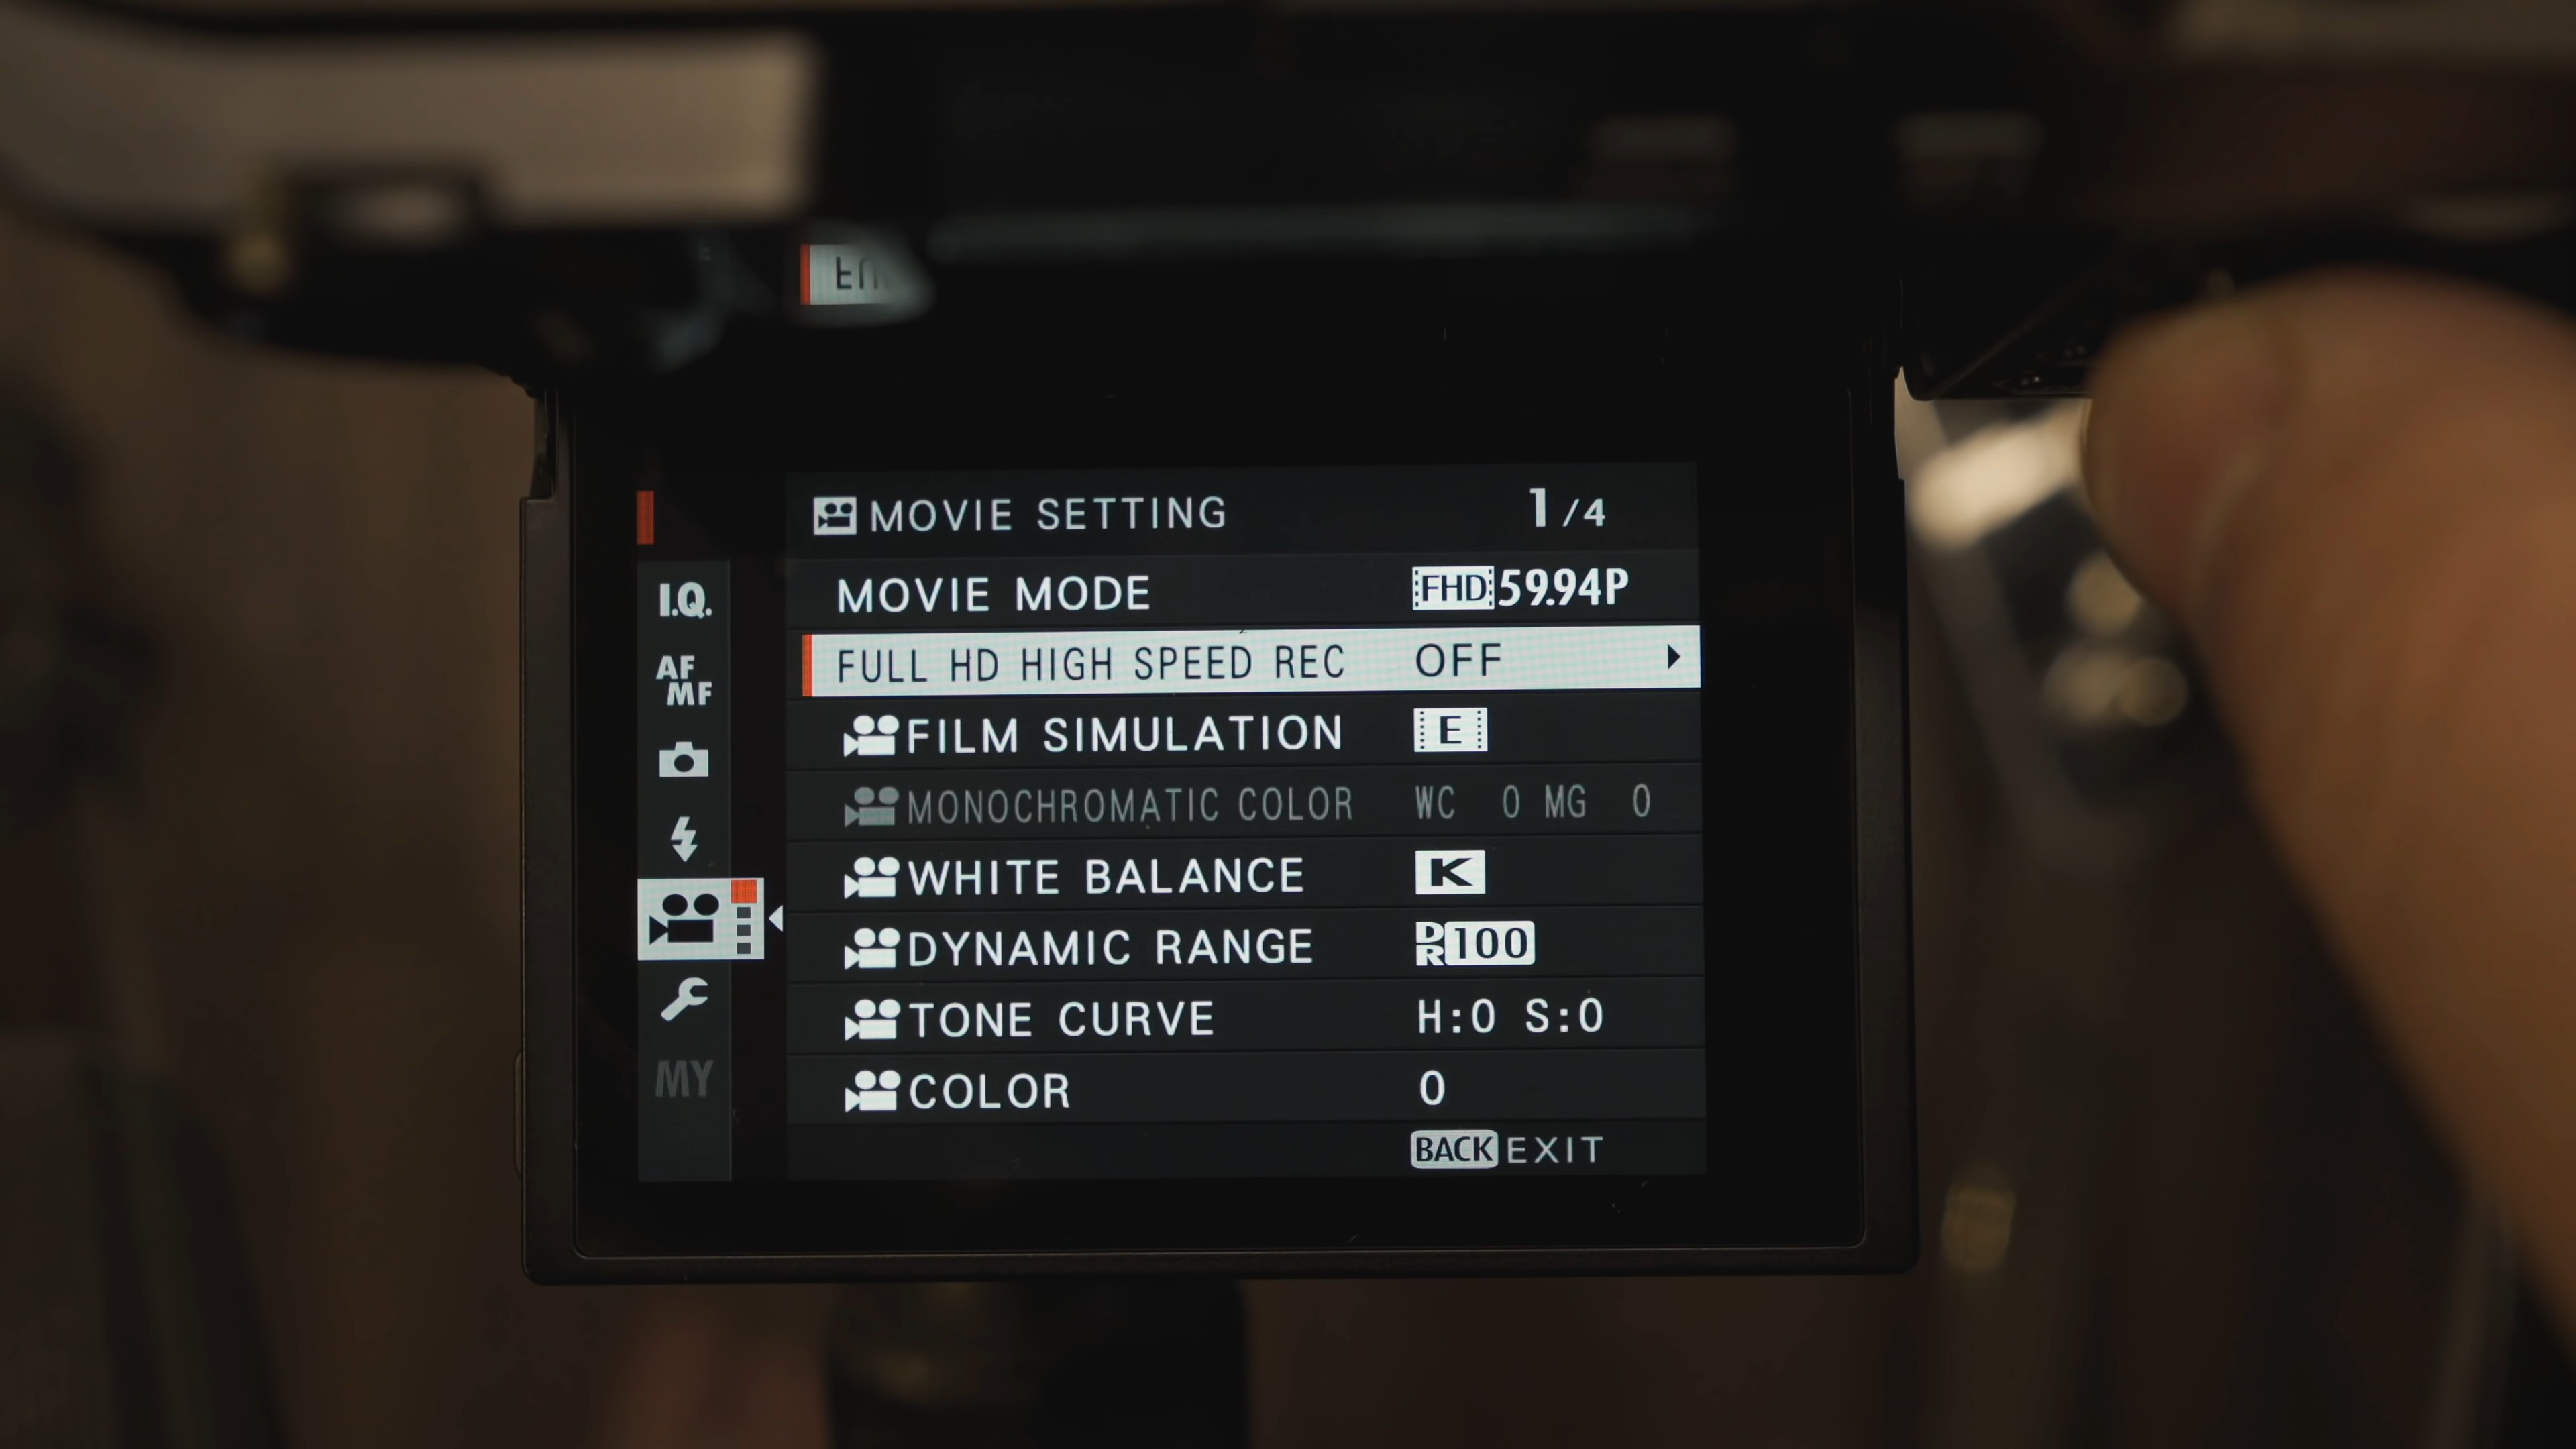 MOVIE SETTING 1/4
I.Q.
MOVIE MODE FHD 59.94P
AF
MF
FULL HD HIGH SPEED REC OFF
FILM SIMULATION E
MONOCHROMATIC COLOR WC 0 MG 0
WHITE BALANCE K
DYNAMIC RANGE DR100
TONE CURVE H:0 S:0
MY
COLOR 0
BACK EXIT